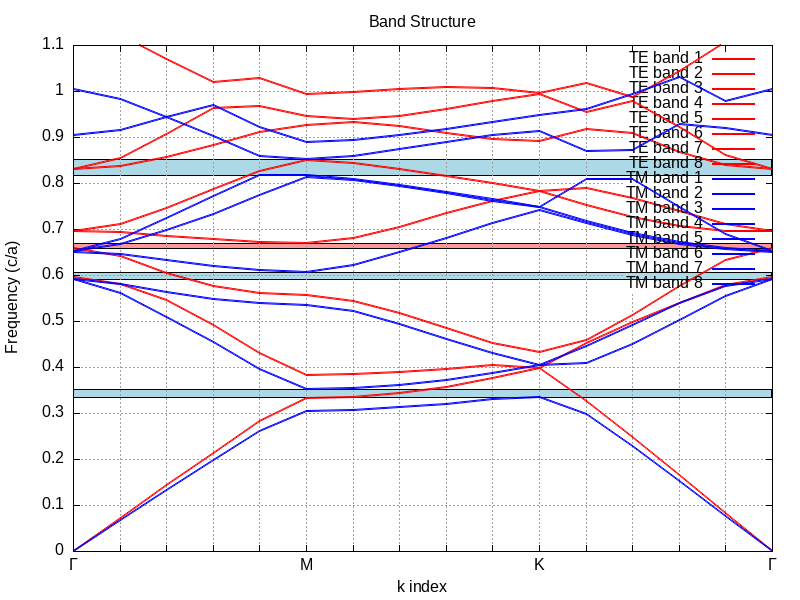 Band Structure
1.1
1
0.9
0.8
0.7
0.6
0.5
0.4
0.3
0.2
0.1
0
Frequency (c/a)
TE band 1
TE band 2
TE band 3
TE band 4
TE band 5
TE band 6
TE band 7
TE band 8
TM band 1
TM band 2
TM band 3
TM band 4
TM band 5
TM band 6
TM band 7
TM band 8
Γ M K Γ
k index